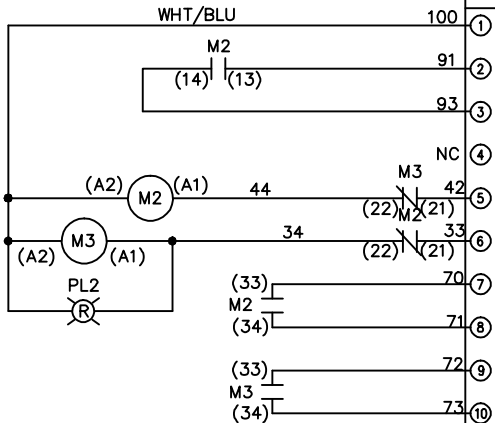 WHT/BLU 100 1
M2 91 2
(14) (13)
93 3
NC 4
M3
(A2) M2 (A1) 44 42 5
(22) (21)
M2
M3 34 33 6
(A2) (A1) (22) (21)
PL2
R
(33) 70 7
M2
(34) 71 8
(33) 72 9
M3
(34) 73 10